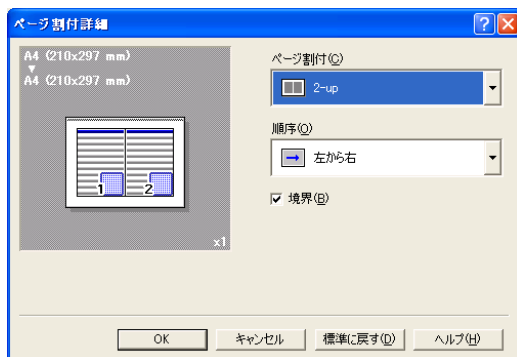 ページ割付詳細
A4 (210x297 mm)
A4 (210x297 mm)
1 2
x1
ページ割付(C)
2-up
順序(O)
左から右
境界(B)
OK
キャンセル
標準に戻す(D)
ヘルプ(H)